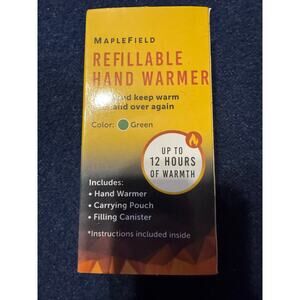 MAPLEFIELD
REFILLABLE
HAND WARMER
and keep warm
and over again
Color: Green
UP TO
12 HOURS
OF WARMTH
Includes:
• Hand Warmer
• Carrying Pouch
• Filling Canister
*Instructions included inside